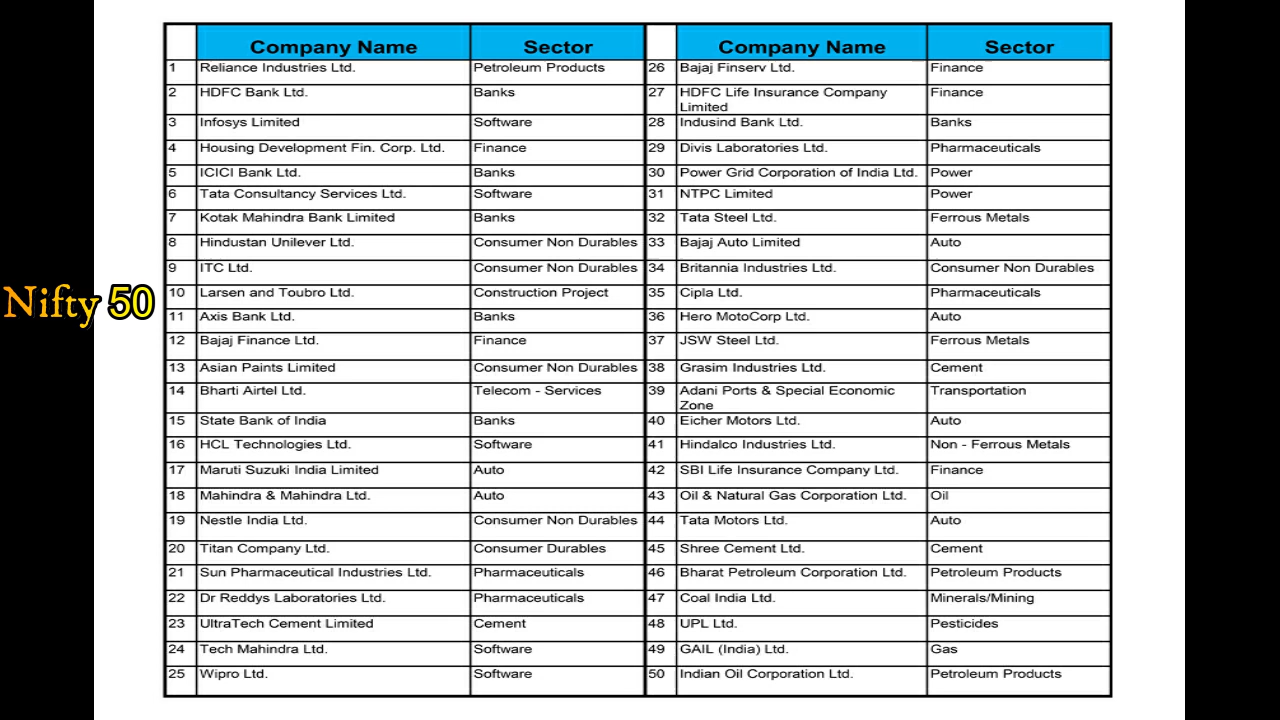 Nifty 50
Company Name Sector Company Name Sector
1 Reliance Industries Ltd. Petroleum Products 26 Bajaj Finserv Ltd. Finance
2 HDFC Bank Ltd. Banks 27 HDFC Life Insurance Company Finance
Limited
3 Infosys Limited Software 28 Indusind Bank Ltd. Banks
4 Housing Development Fin. Corp. Ltd. Finance 29 Divis Laboratories Ltd. Pharmaceuticals
5 ICICI Bank Ltd. Banks 30 Power Grid Corporation of India Ltd. Power
6 Tata Consultancy Services Ltd. Software 31 NTPC Limited Power
7 Kotak Mahindra Bank Limited Banks 32 Tata Steel Ltd. Ferrous Metals
8 Hindustan Unilever Ltd. Consumer Non Durables 33 Bajaj Auto Limited Auto
9 ITC Ltd. Consumer Non Durables 34 Britannia Industries Ltd. Consumer Non Durables
10 Larsen and Toubro Ltd. Construction Project 35 Cipla Ltd. Pharmaceuticals
11 Axis Bank Ltd. Banks 36 Hero MotoCorp Ltd. Auto
12 Bajaj Finance Ltd. Finance 37 JSW Steel Ltd. Ferrous Metals
13 Asian Paints Limited Consumer Non Durables 38 Grasim Industries Ltd. Cement
14 Bharti Airtel Ltd. Telecom - Services 39 Adani Ports & Special Economic Transportation
Zone
15 State Bank of India Banks 40 Eicher Motors Ltd. Auto
16 HCL Technologies Ltd. Software 41 Hindalco Industries Ltd. Non - Ferrous Metals
17 Maruti Suzuki India Limited Auto 42 SBI Life Insurance Company Ltd. Finance
18 Mahindra & Mahindra Ltd. Auto 43 Oil & Natural Gas Corporation Ltd. Oil
19 Nestle India Ltd. Consumer Non Durables 44 Tata Motors Ltd. Auto
20 Titan Company Ltd. Consumer Durables 45 Shree Cement Ltd. Cement
21 Sun Pharmaceutical Industries Ltd. Pharmaceuticals 46 Bharat Petroleum Corporation Ltd. Petroleum Products
22 Dr Reddys Laboratories Ltd. Pharmaceuticals 47 Coal India Ltd. Minerals/Mining
23 UltraTech Cement Limited Cement 48 UPL Ltd. Pesticides
24 Tech Mahindra Ltd. Software 49 GAIL (India) Ltd. Gas
25 Wipro Ltd. Software 50 Indian Oil Corporation Ltd. Petroleum Products